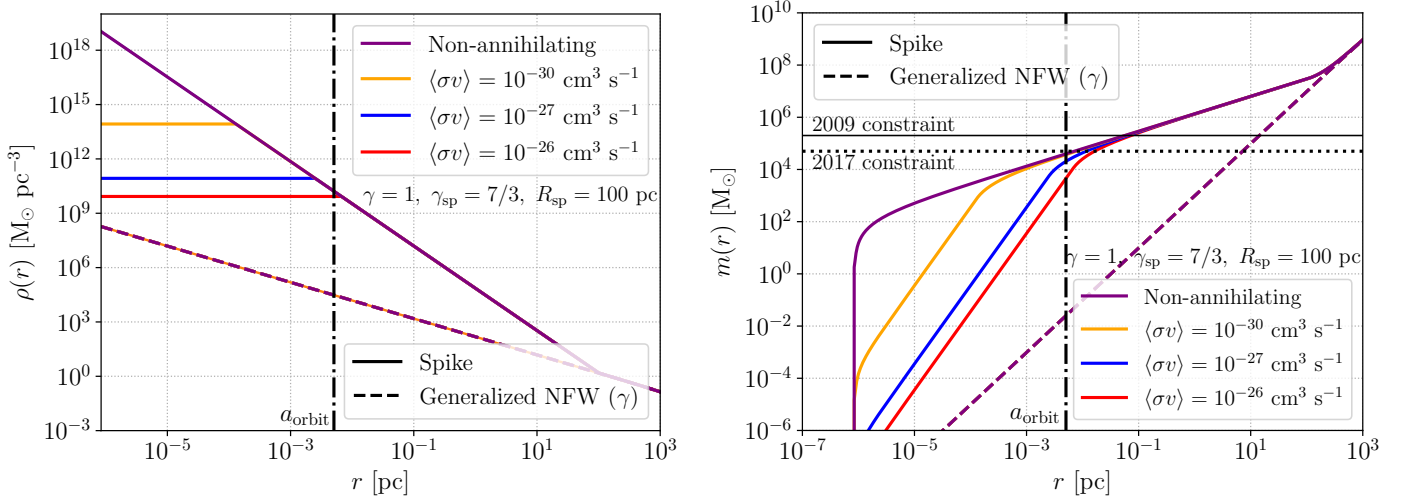 10^18
10^15
10^12
10^9
10^6
10^3
10^0
10^−3
ρ(r) [M⊙ pc^−3]
Non-annihilating
⟨σv⟩ = 10^−30 cm^3 s^−1
⟨σv⟩ = 10^−27 cm^3 s^−1
⟨σv⟩ = 10^−26 cm^3 s^−1
γ = 1, γ_sp = 7/3, R_sp = 100 pc
Spike
Generalized NFW (γ)
a_orbit
10^−5 10^−3 10^−1 10^1 10^3
r [pc]
10^10
10^8
10^6
10^4
10^2
10^0
10^−2
10^−4
10^−6
m(r) [M⊙]
Spike
Generalized NFW (γ)
2009 constraint
2017 constraint
γ = 1, γ_sp = 7/3, R_sp = 100 pc
Non-annihilating
⟨σv⟩ = 10^−30 cm^3 s^−1
⟨σv⟩ = 10^−27 cm^3 s^−1
⟨σv⟩ = 10^−26 cm^3 s^−1
a_orbit
10^−7 10^−5 10^−3 10^−1 10^1 10^3
r [pc]